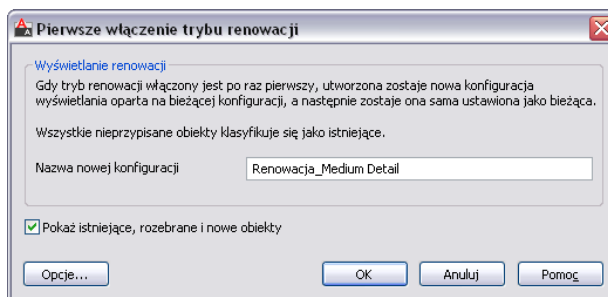 Pierwsze włączenie trybu renowacji
Wyświetlanie renowacji
Gdy tryb renowacji włączony jest po raz pierwszy, utworzona zostaje nowa konfiguracja
wyświetlania oparta na bieżącej konfiguracji, a następnie zostaje ona sama ustawiona jako bieżąca.
Wszystkie nieprzypisane obiekty klasyfikuje się jako istniejące.
Nazwa nowej konfiguracji Renowacja_Medium Detail
Pokaż istniejące, rozebrane i nowe obiekty
Opcje... OK Anuluj Pomoc